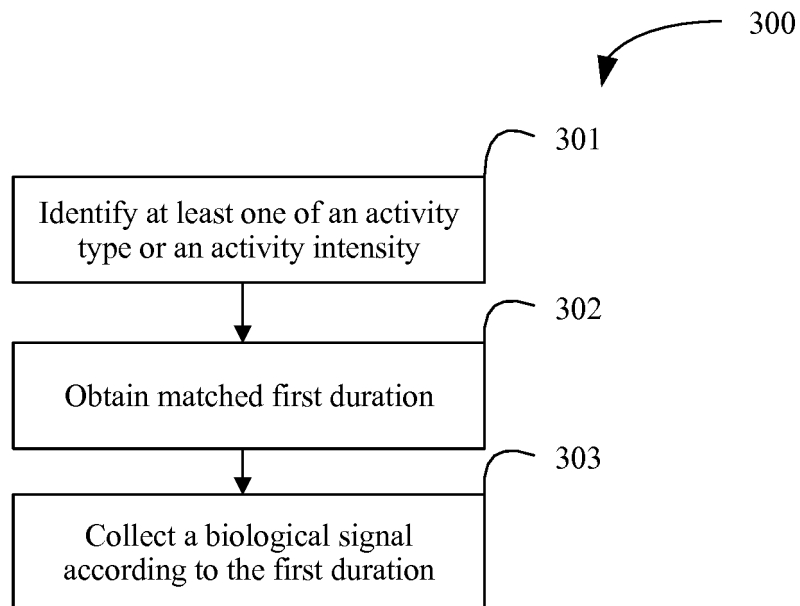 300
301
Identify at least one of an activity
type or an activity intensity
302
Obtain matched first duration
303
Collect a biological signal
according to the first duration